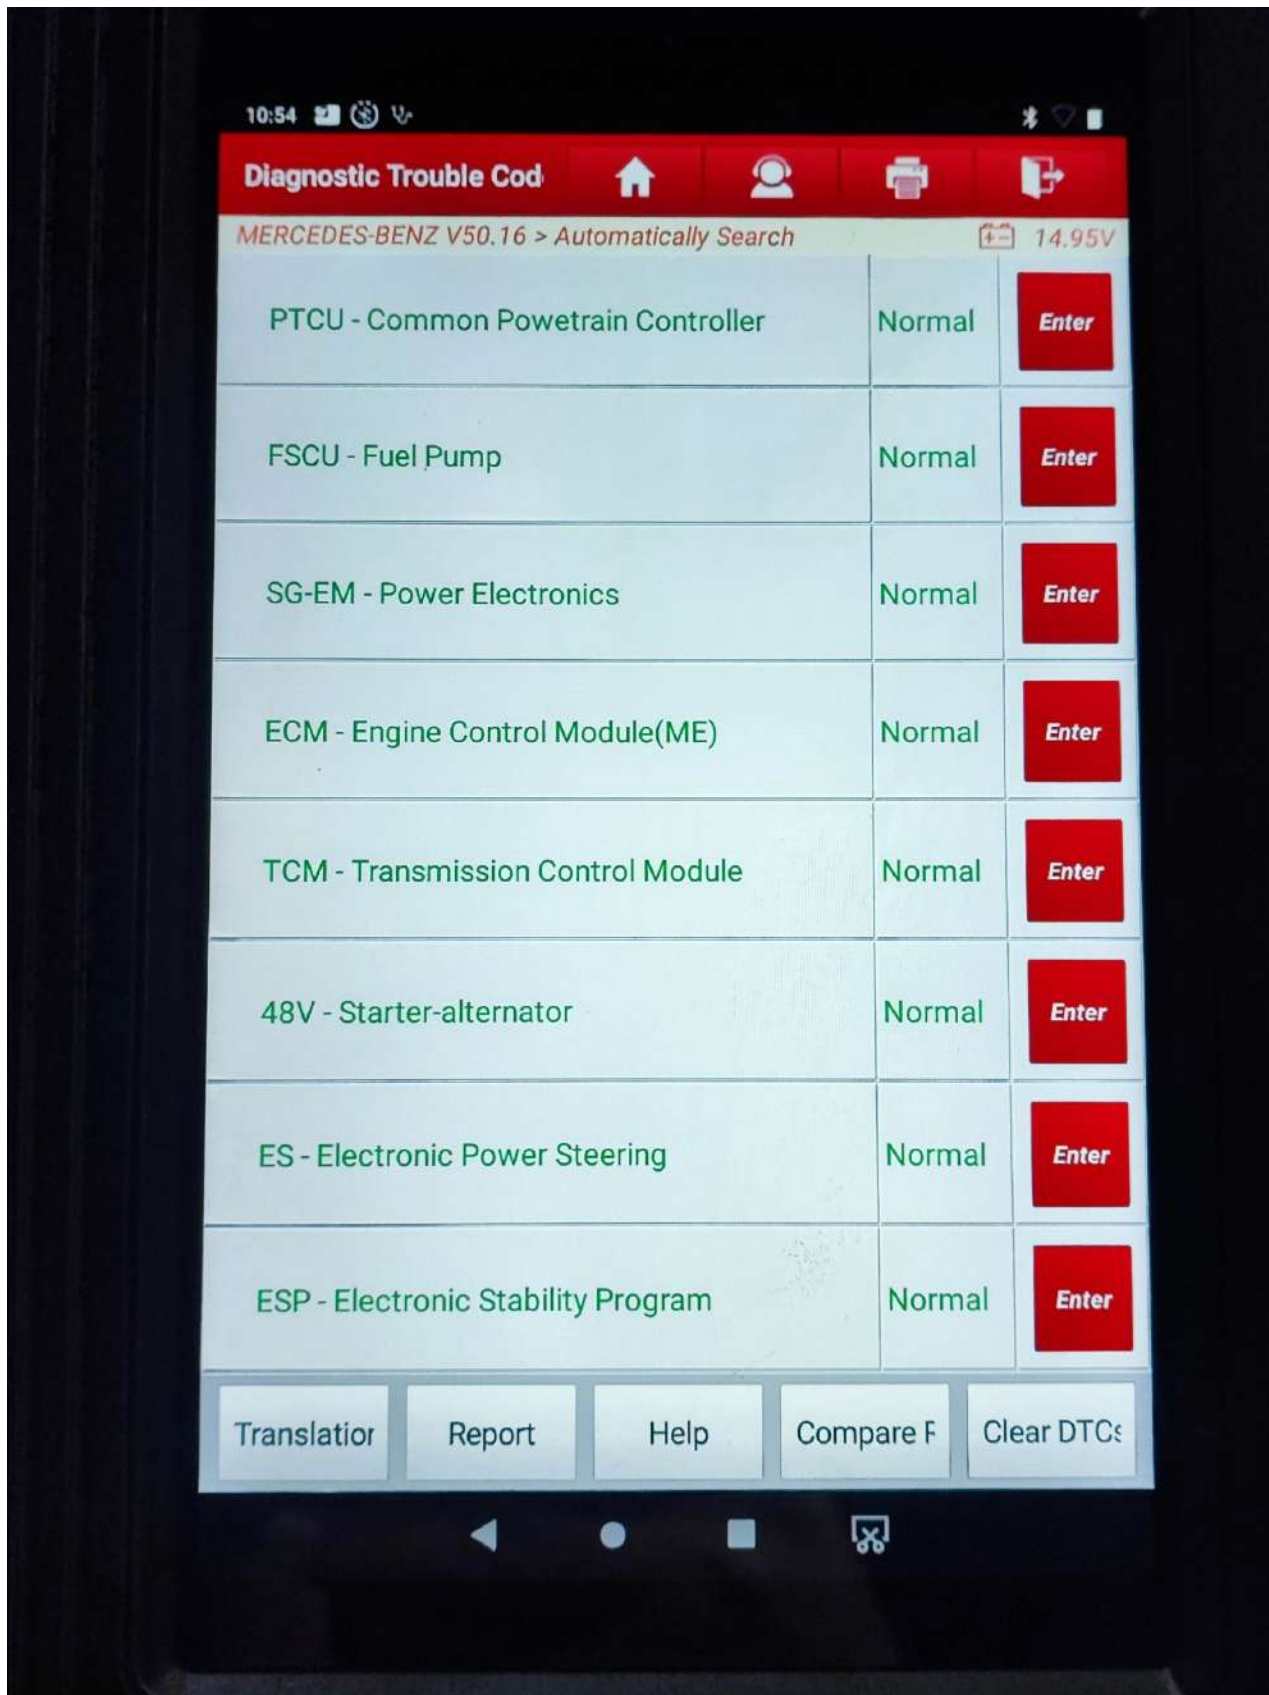 10:54
Diagnostic Trouble Cod
MERCEDES-BENZ V50.16 > Automatically Search 14.95V
PTCU - Common Powetrain Controller Normal Enter
FSCU - Fuel Pump Normal Enter
SG-EM - Power Electronics Normal Enter
ECM - Engine Control Module(ME) Normal Enter
TCM - Transmission Control Module Normal Enter
48V - Starter-alternator Normal Enter
ES - Electronic Power Steering Normal Enter
ESP - Electronic Stability Program Normal Enter
Translation Report Help Compare R Clear DTCs